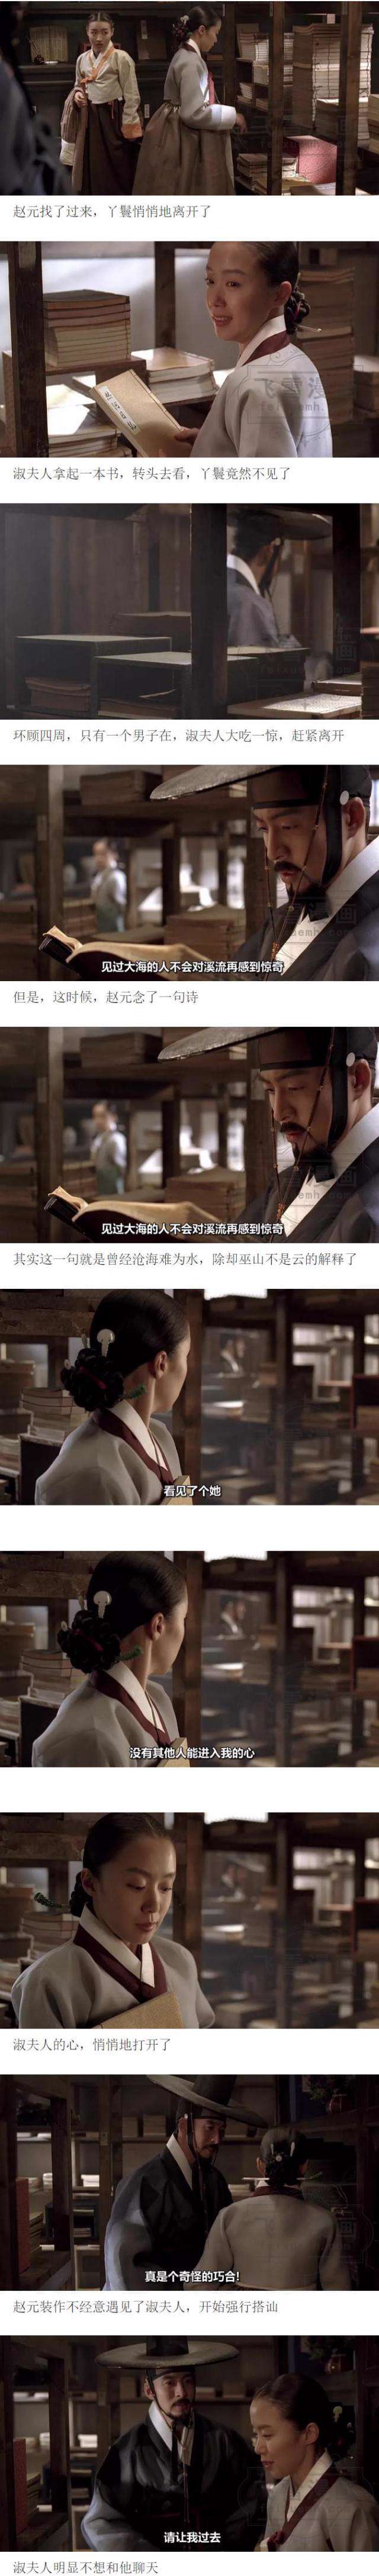 赵元找了过来，丫鬟悄悄地离开了
淑夫人拿起一本书，转头去看，丫鬟竟然不见了
环顾四周，只有一个男子在，淑夫人大吃一惊，赶紧离开
见过大海的人不会对溪流再感到惊奇
但是，这时候，赵元念了一句诗
见过大海的人不会对溪流再感到惊奇
其实这一句就是曾经沧海难为水，除却巫山不是云的解释了
看见了个她
没有其他人能进入我的心
淑夫人的心，悄悄地打开了
真是个奇怪的巧合!
赵元装作不经意遇见了淑夫人，开始强行搭讪
请让我过去
淑夫人明显不想和他聊天